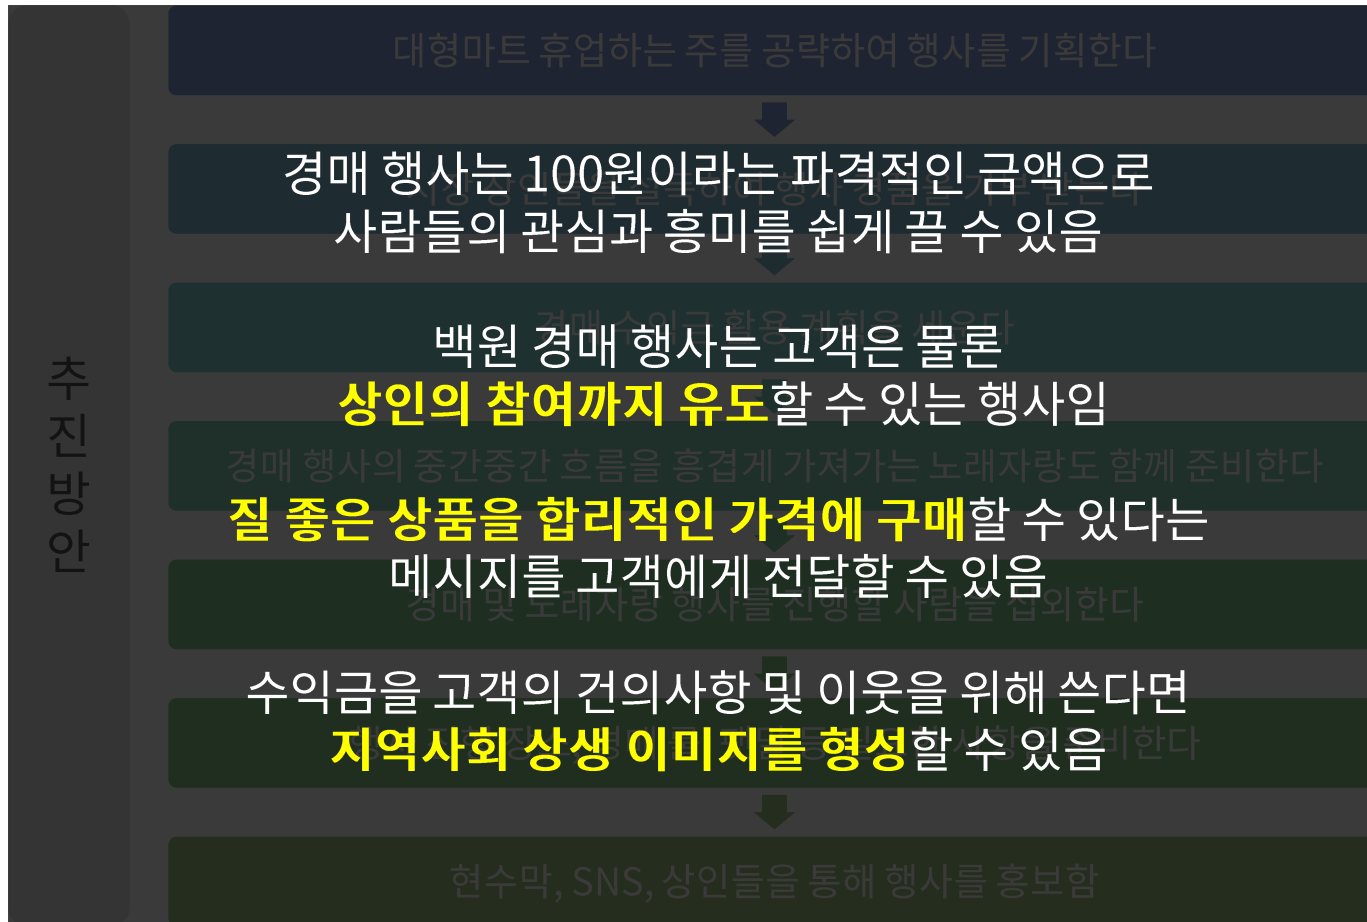 추진방안
대형마트 휴업하는 주를 공략하여 행사를 기획한다
경매 행사는 100원이라는 파격적인 금액으로
사람들의 관심과 흥미를 쉽게 끌 수 있음
백원 경매 행사는 고객은 물론
상인의 참여까지 유도할 수 있는 행사임
경매 행사의 중간중간 흐름을 흥겹게 가져가는 노래자랑도 함께 준비한다
질 좋은 상품을 합리적인 가격에 구매할 수 있다는
메시지를 고객에게 전달할 수 있음
경매 및 노래자랑 행사를 진행할 사람을 섭외한다
수익금을 고객의 건의사항 및 이웃을 위해 쓴다면
지역사회 상생 이미지를 형성할 수 있음
현수막, SNS, 상인들을 통해 행사를 홍보함